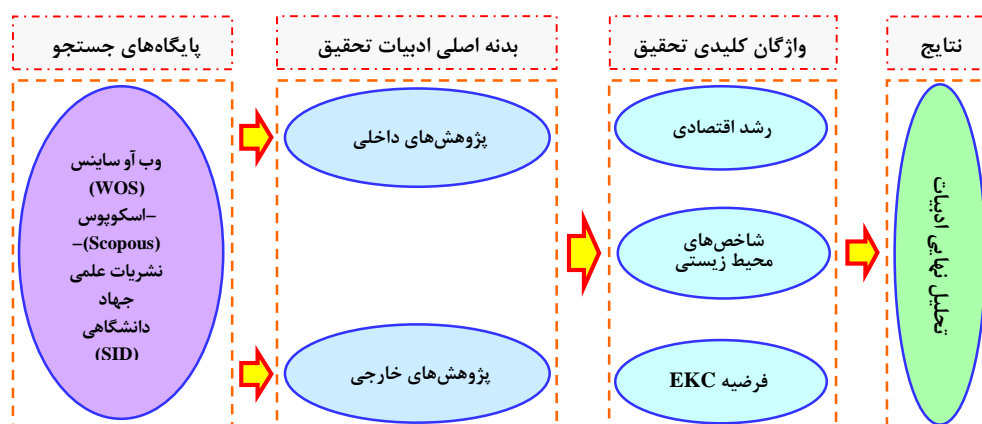 پایگاه‌های جستجو
بدنه اصلی ادبیات تحقیق
واژگان کلیدی تحقیق
نتایج
وب آو ساینس
(WOS)
–اسکوپوس
–(Scopous)
نشریات علمی
جهاد
دانشگاهی
(SID)
پژوهش‌های داخلی
پژوهش‌های خارجی
رشد اقتصادی
شاخص‌های
محیط زیستی
فرضیه EKC
تحلیل نهایی ادبیات